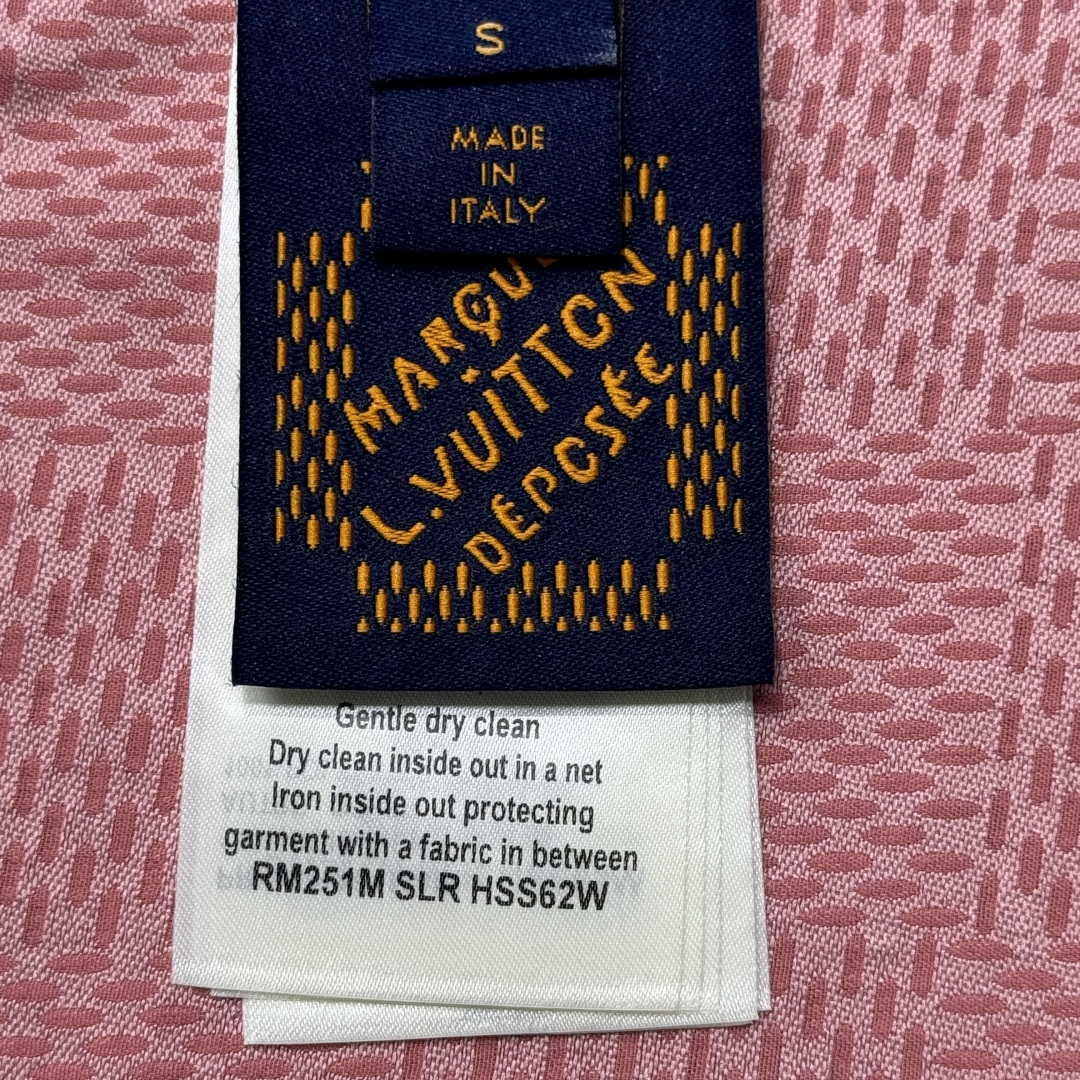 S
MADE
IN
ITALY
MARQUE
L.VUITTON
DÉPOSÉE
Gentle dry clean
Dry clean inside out in a net
Iron inside out protecting
garment with a fabric in between
RM251M SLR HSS62W